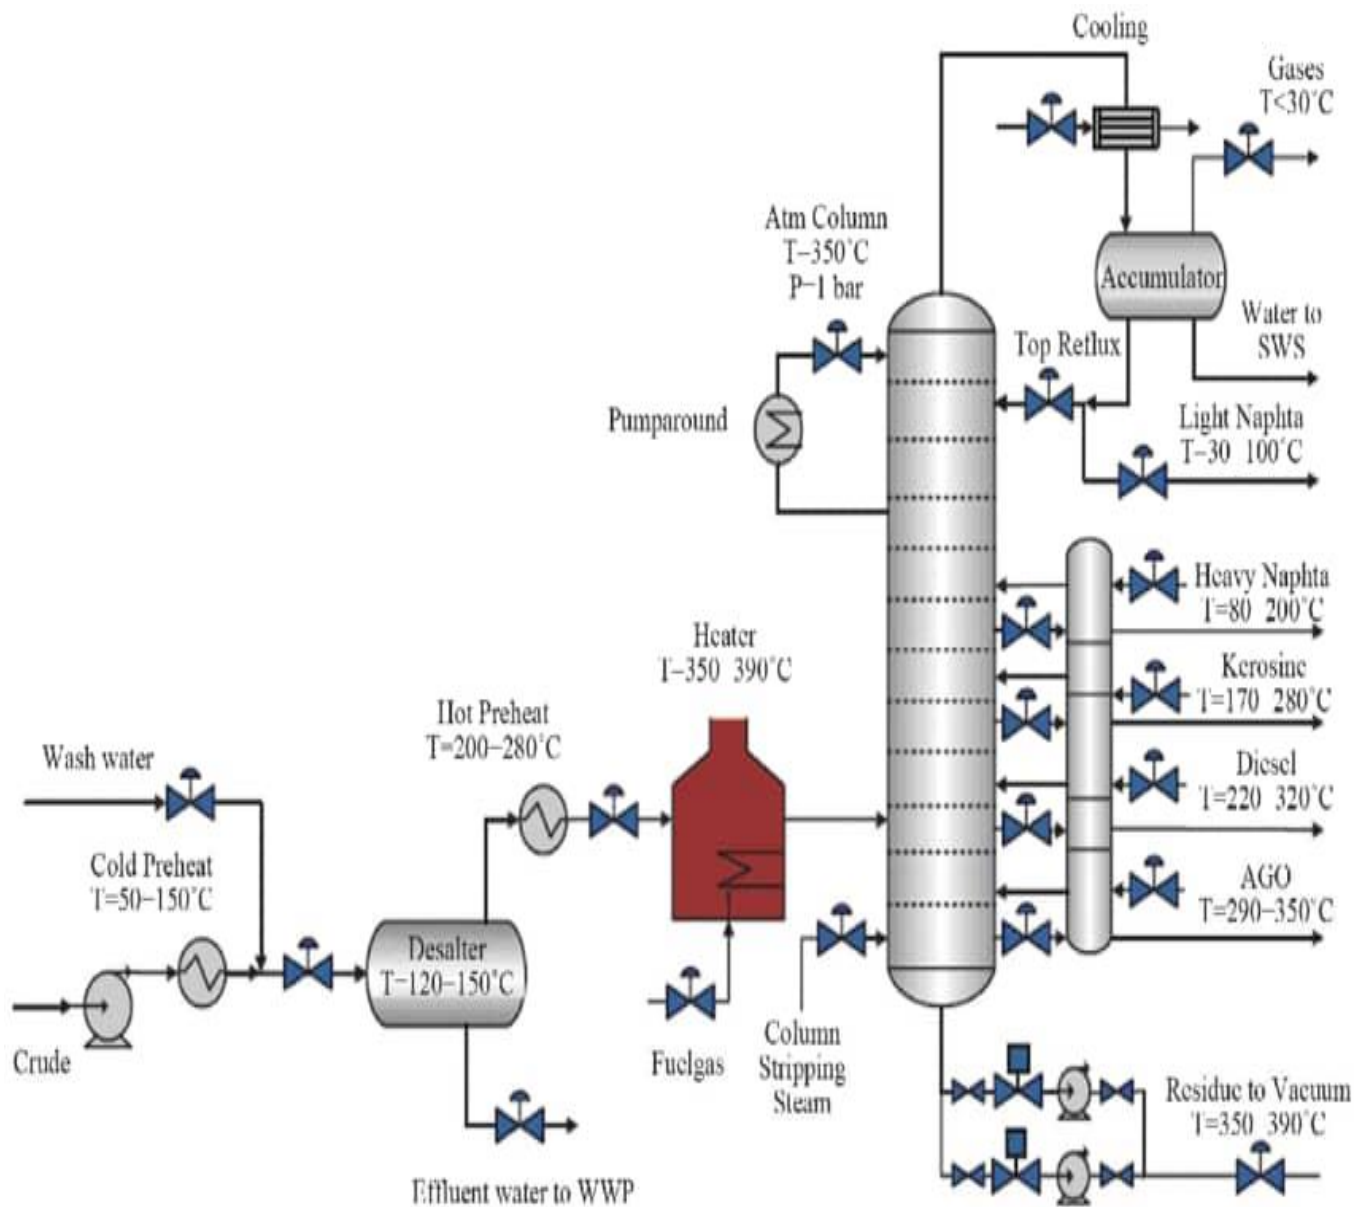 Cooling
Gases
T<30°C
Atm Column
T-350°C
P-1 bar
Accumulator
Water to
SWS
Top Reflux
Pumparound
Light Naphta
T-30 100°C
Heavy Naphta
T=80 200°C
Heater
T-350 390°C
Kerosine
T=170 280°C
Hot Preheat
T=200-280°C
Wash water
Diesel
T=220 320°C
Cold Preheat
T=50-150°C
AGO
T=290-350°C
Desalter
T-120-150°C
Crude
Fuelgas
Column
Stripping
Steam
Residue to Vacuum
T=350 390°C
Effluent water to WWP